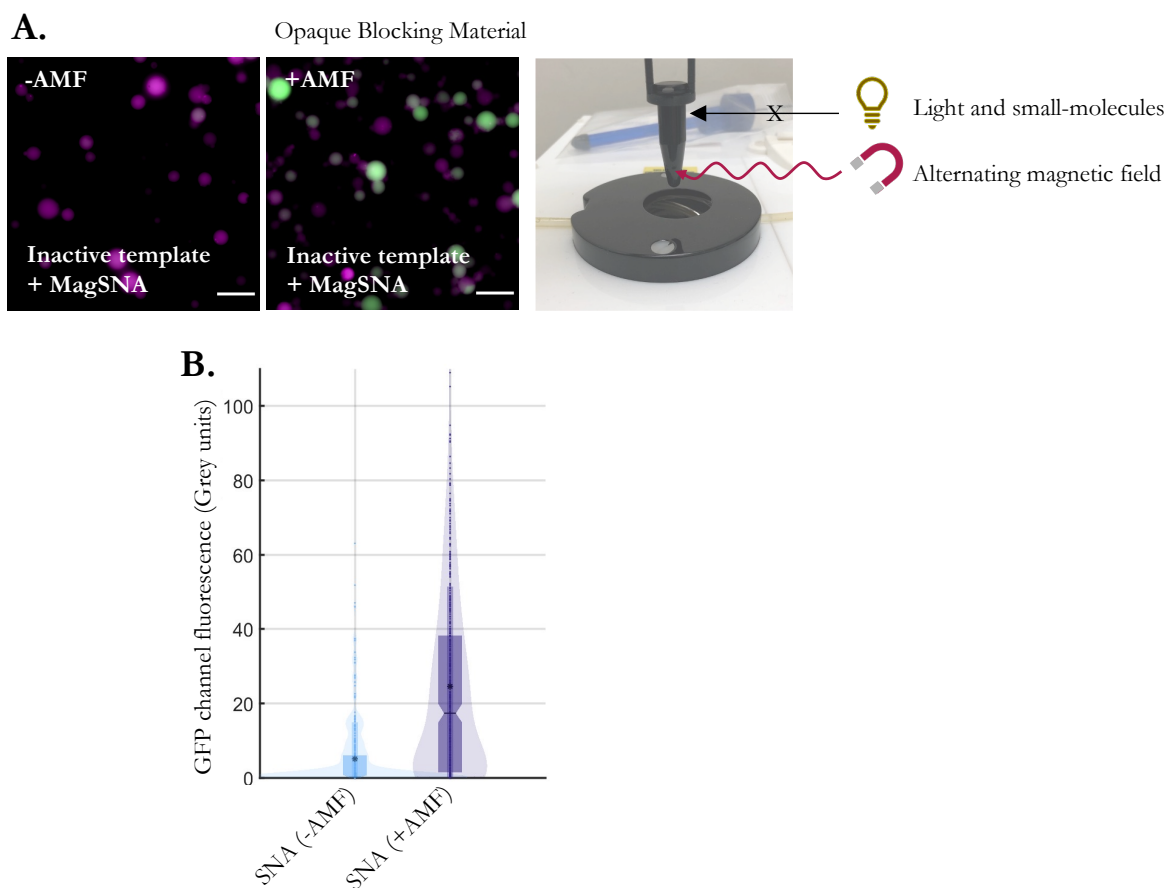 A.
Opaque Blocking Material
-AMF
+AMF
Inactive template
+ MagSNA
Inactive template
+ MagSNA
X
Light and small-molecules
Alternating magnetic field
B.
GFP channel fluorescence (Grey units)
100
80
60
40
20
0
SNA (-AMF)
SNA (+AMF)